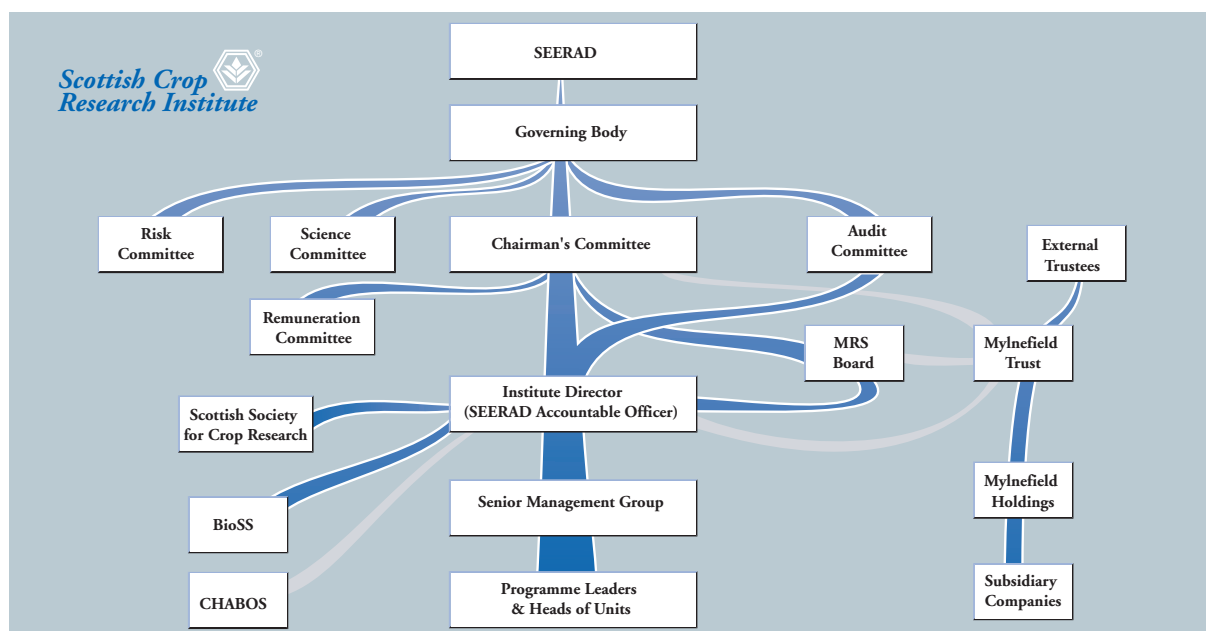 SEERAD
Scottish Crop
Research Institute
®
Governing Body
Risk
Committee
Science
Committee
Chairman's Committee
Audit
Committee
External
Trustees
Remuneration
Committee
MRS
Board
Mylnefield
Trust
Institute Director
(SEERAD Accountable Officer)
Scottish Society
for Crop Research
Senior Management Group
Mylnefield
Holdings
BioSS
CHABOS
Programme Leaders
& Heads of Units
Subsidiary
Companies